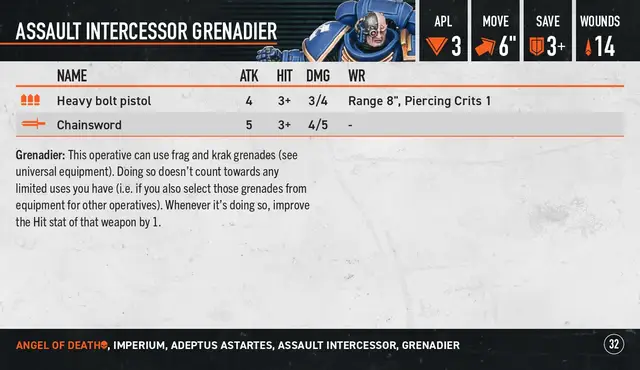 ASSAULT INTERCESSOR GRENADIER
APL MOVE SAVE WOUNDS
3 6" 3+ 14
NAME ATK HIT DMG WR
Heavy bolt pistol 4 3+ 3/4 Range 8", Piercing Crits 1
Chainsword 5 3+ 4/5 -
Grenadier: This operative can use frag and krak grenades (see
universal equipment). Doing so doesn't count towards any
limited uses you have (i.e. if you also select those grenades from
equipment for other operatives). Whenever it's doing so, improve
the Hit stat of that weapon by 1.
ANGEL OF DEATH, IMPERIUM, ADEPTUS ASTARTES, ASSAULT INTERCESSOR, GRENADIER
32